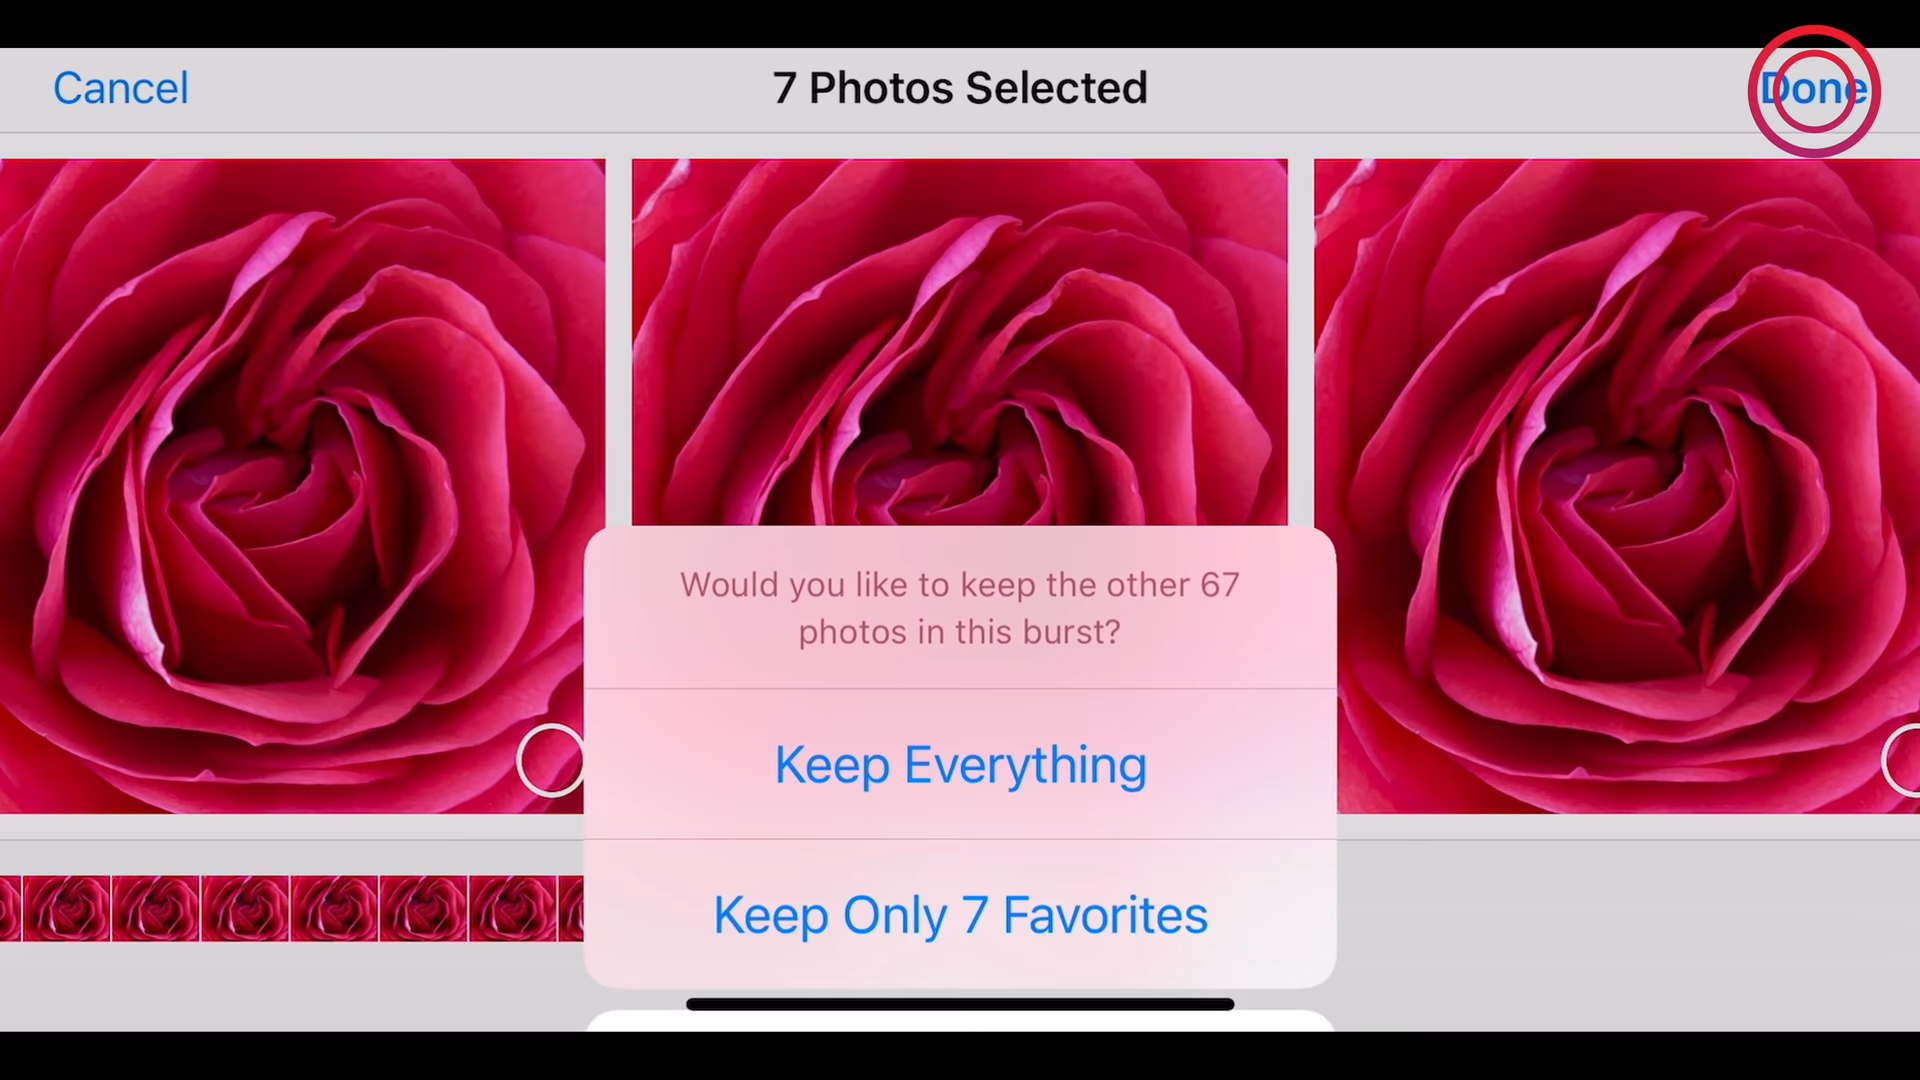 Cancel
7 Photos Selected
Done
Would you like to keep the other 67
photos in this burst?
Keep Everything
Keep Only 7 Favorites